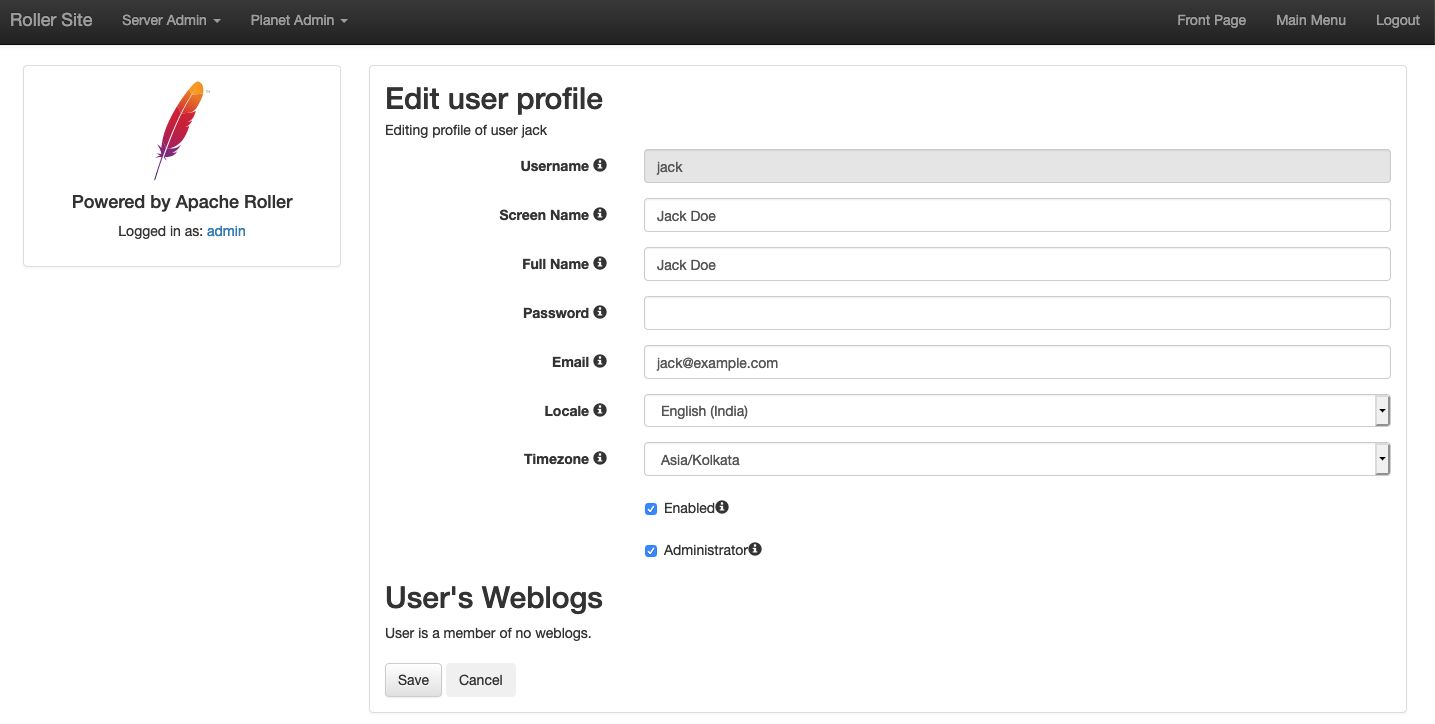 Roller Site Server Admin Planet Admin Front Page Main Menu Logout
Powered by Apache Roller
Logged in as: admin
Edit user profile
Editing profile of user jack
Username jack
Screen Name Jack Doe
Full Name Jack Doe
Password
Email jack@example.com
Locale English (India)
Timezone Asia/Kolkata
Enabled
Administrator
User's Weblogs
User is a member of no weblogs.
Save Cancel